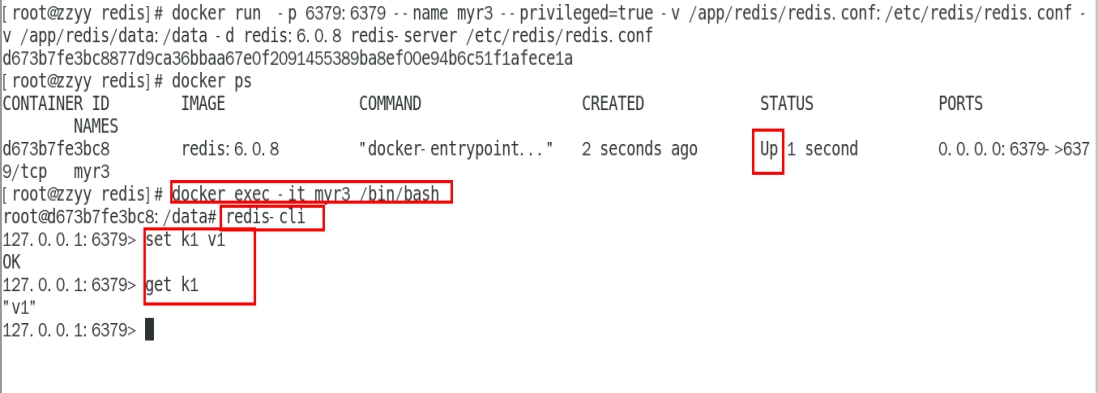 [root@zzyy redis]# docker run  -p 6379:6379 --name myr3 --privileged=true -v /app/redis/redis.conf:/etc/redis/redis.conf -
v /app/redis/data:/data -d redis:6.0.8 redis-server /etc/redis/redis.conf
d673b7fe3bc8877d9ca36bbaa67e0f2091455389ba8ef00e94b6c51f1afece1a
[root@zzyy redis]# docker ps
CONTAINER ID        IMAGE               COMMAND                  CREATED             STATUS              PORTS
        NAMES
d673b7fe3bc8        redis:6.0.8         "docker-entrypoint..."   2 seconds ago       Up 1 second         0.0.0.0:6379->637
9/tcp   myr3
[root@zzyy redis]# docker exec -it myr3 /bin/bash
root@d673b7fe3bc8:/data# redis-cli
127.0.0.1:6379> set k1 v1
OK
127.0.0.1:6379> get k1
"v1"
127.0.0.1:6379>